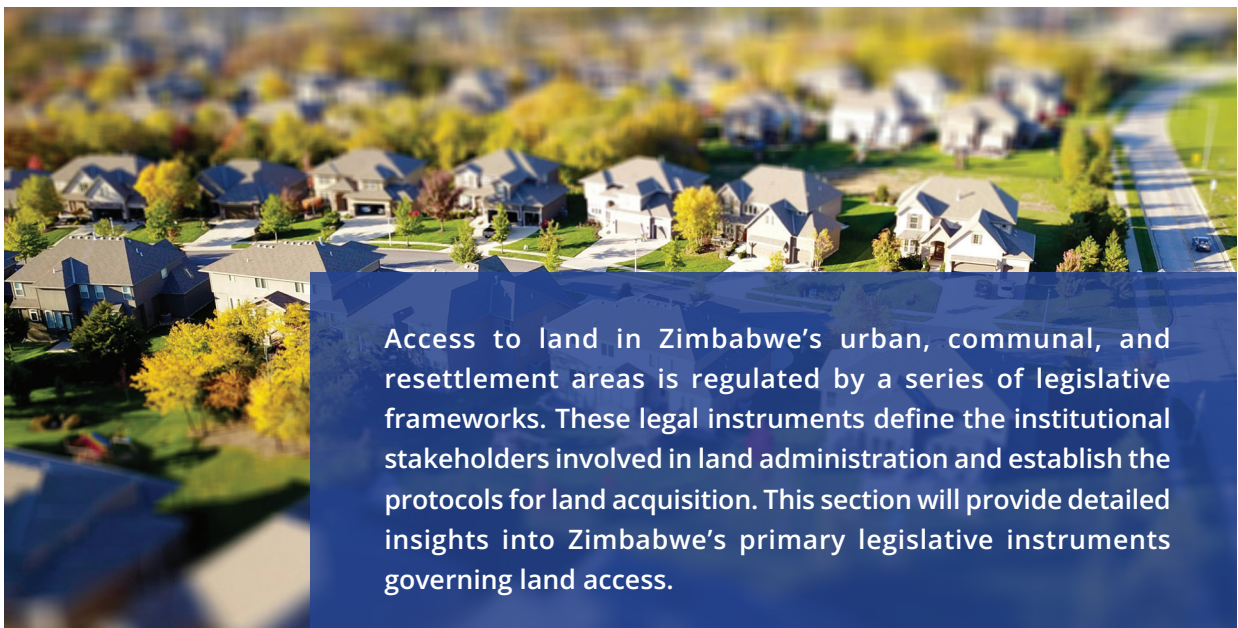 Access to land in Zimbabwe’s urban, communal, and
resettlement areas is regulated by a series of legislative
frameworks. These legal instruments define the institutional
stakeholders involved in land administration and establish the
protocols for land acquisition. This section will provide detailed
insights into Zimbabwe’s primary legislative instruments
governing land access.